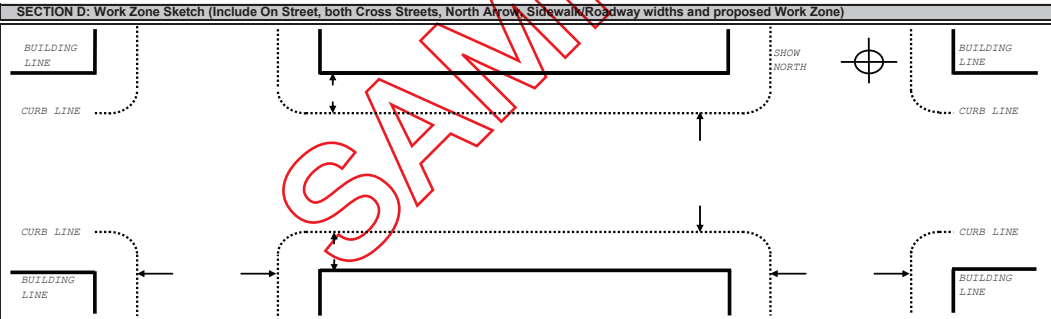 SECTION D: Work Zone Sketch (Include On Street, both Cross Streets, North Arrow, Sidewalk/Roadway widths and proposed Work Zone)
BUILDING
LINE
SHOW
NORTH
BUILDING
LINE
CURB LINE
CURB LINE
SAM
CURB LINE
CURB LINE
BUILDING
LINE
BUILDING
LINE